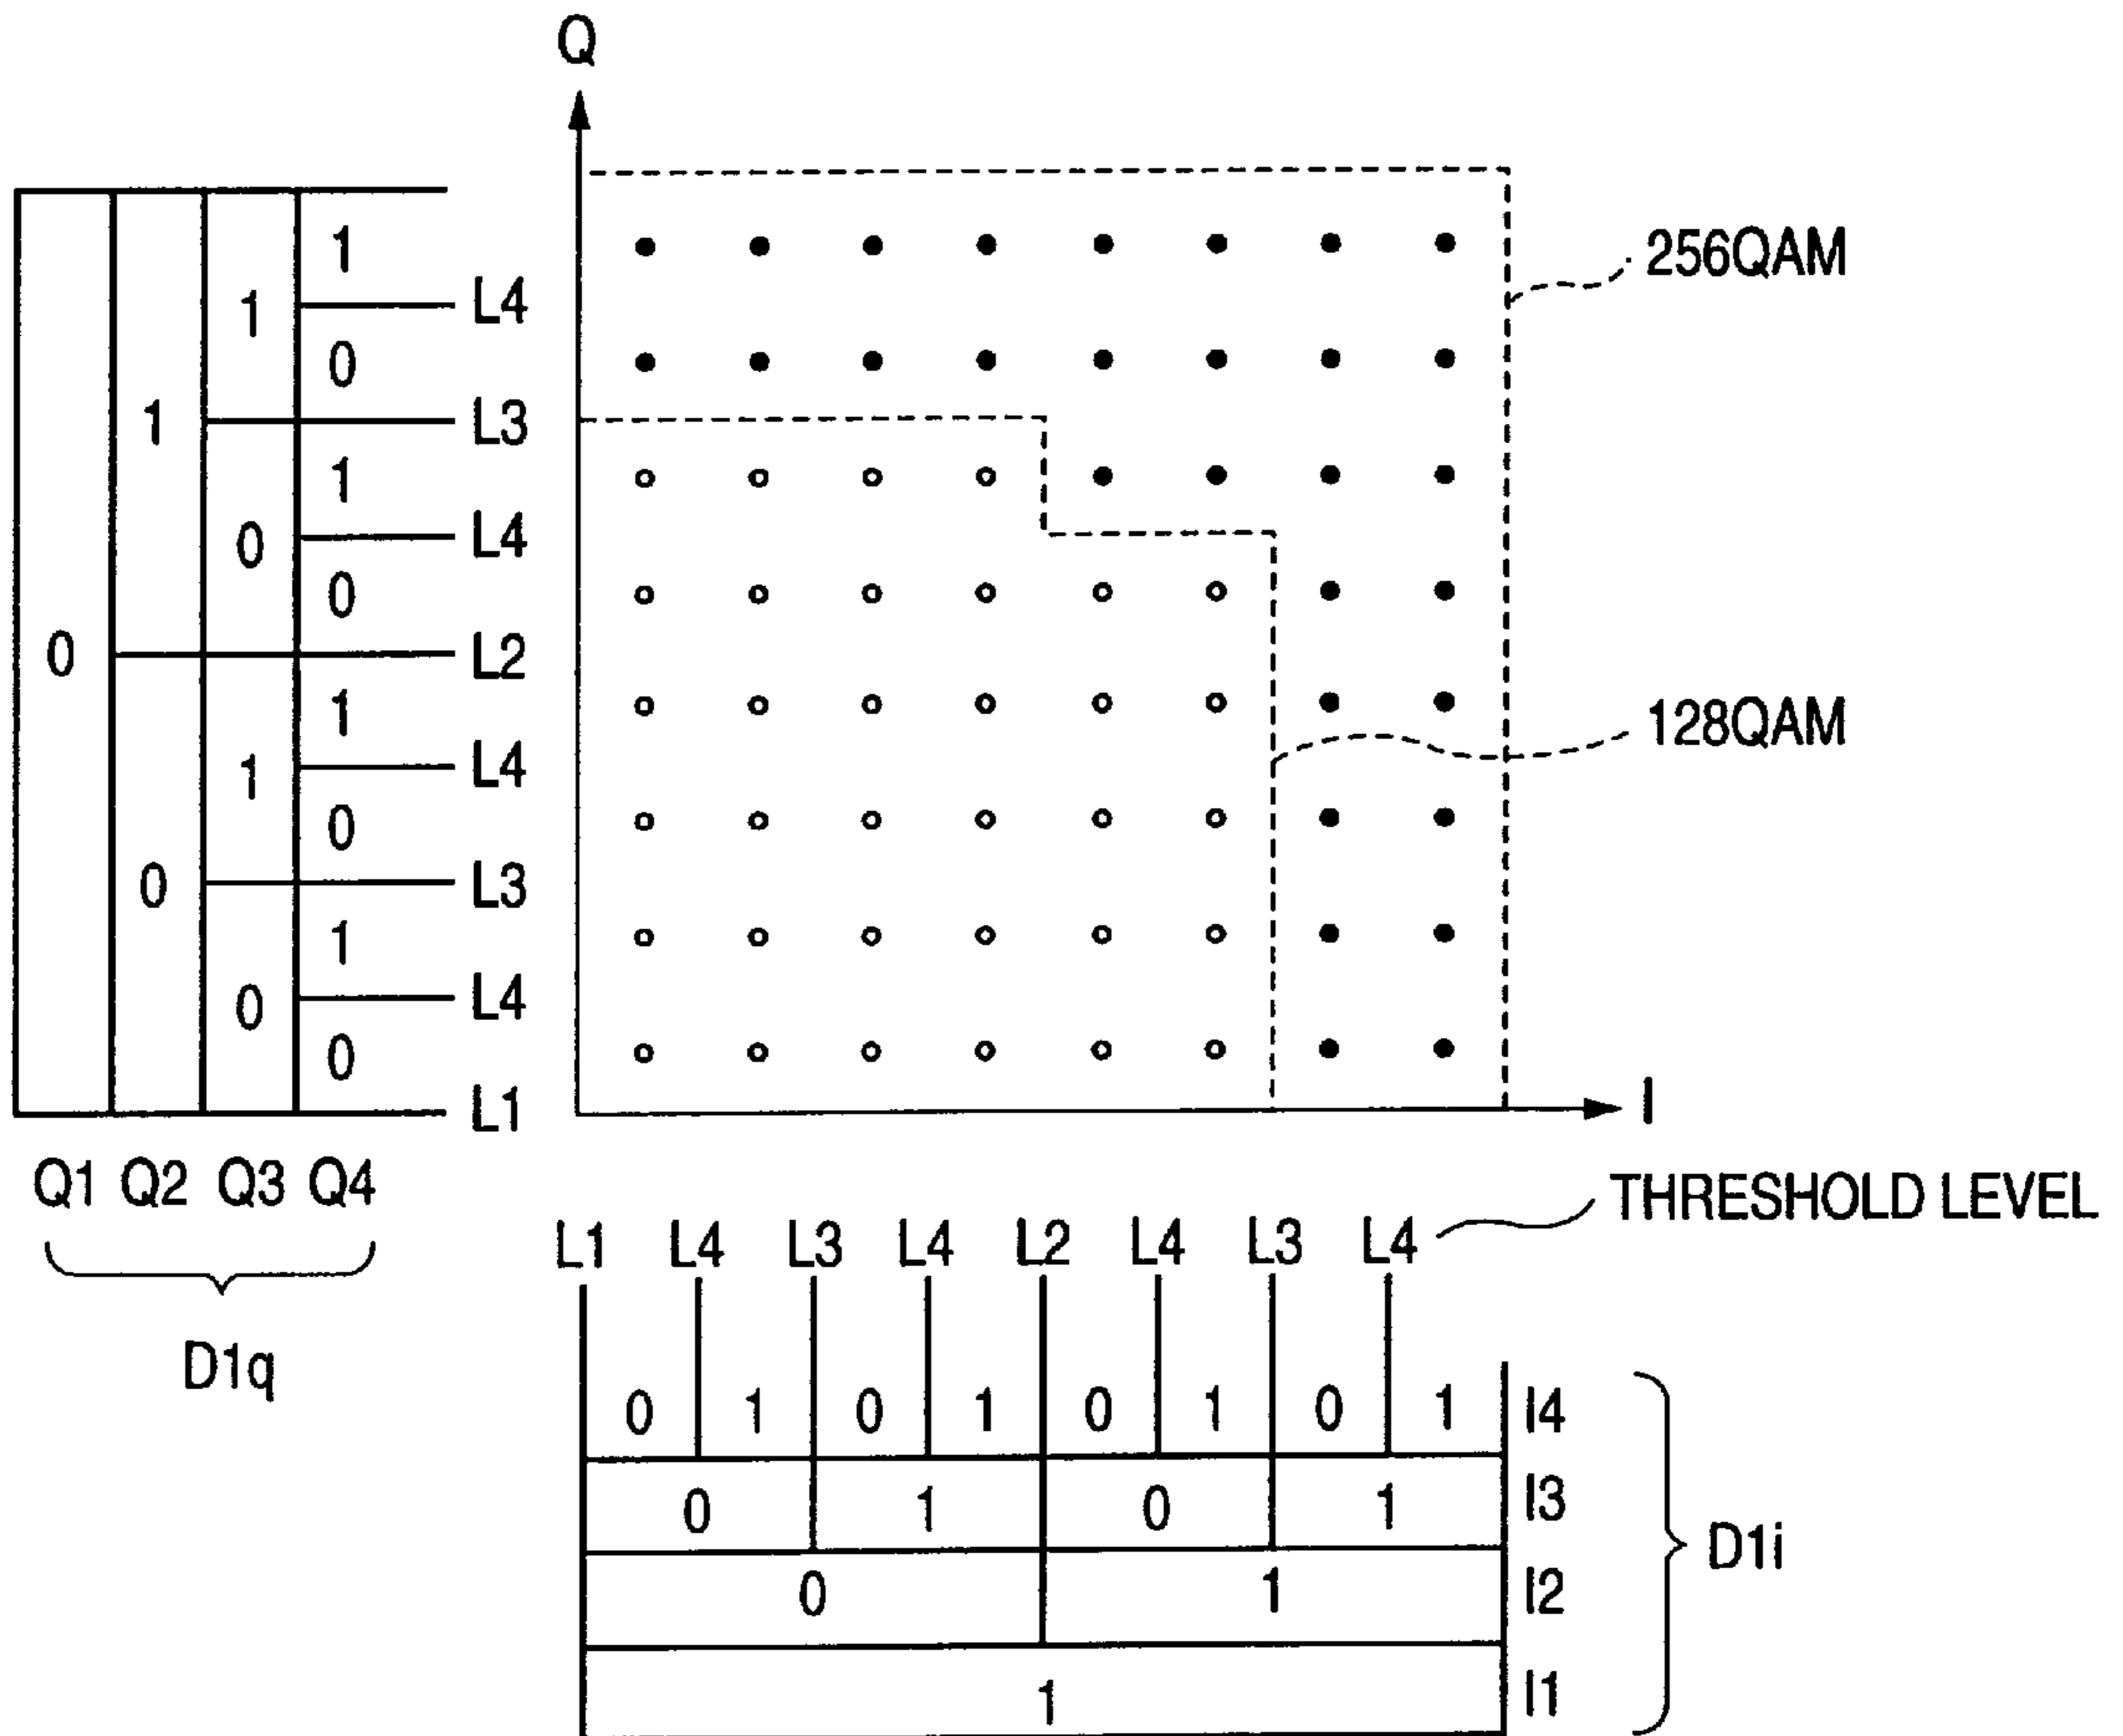 Q
256QAM
128QAM
1
L4
1
0
L3
1
1
L4
0
0
L2
0
1
L4
1
0
L3
0
1
L4
0
0
L1
I
Q1 Q2 Q3 Q4
D1q
THRESHOLD LEVEL
L1 L4 L3 L4 L2 L4 L3 L4
0 1 0 1 0 1 0 1 I4
0 1 0 1 I3
0 1 I2
1 I1
D1i